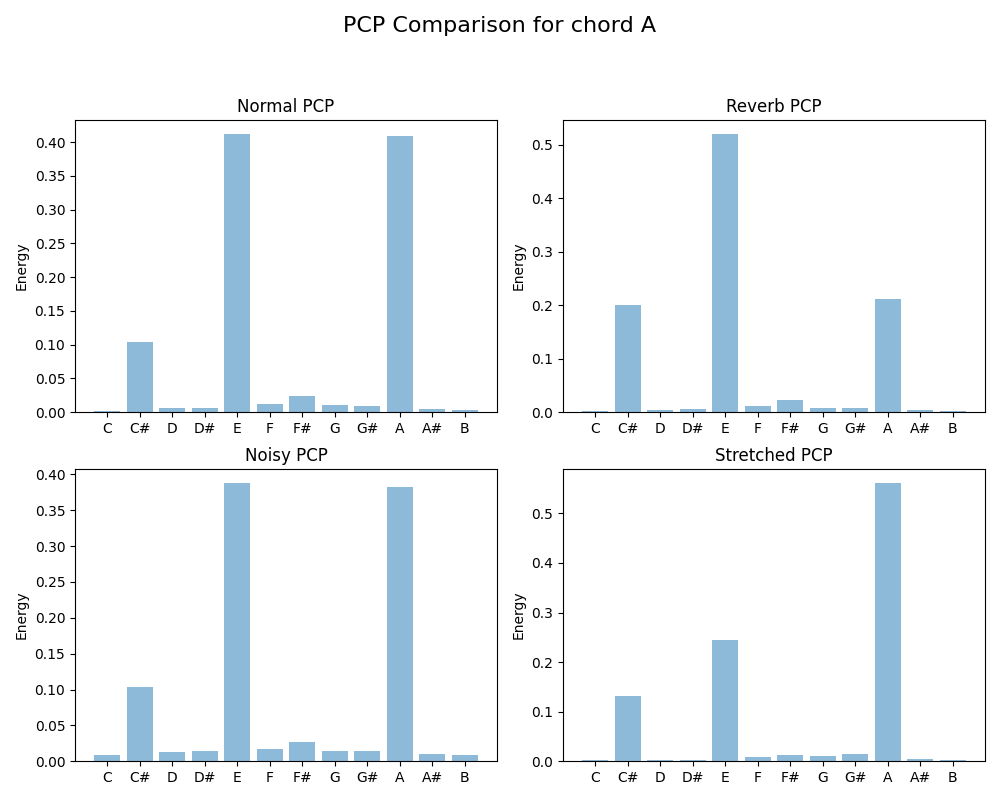 PCP Comparison for chord A
Normal PCP
Energy
0.40
0.35
0.30
0.25
0.20
0.15
0.10
0.05
0.00
C C# D D# E F F# G G# A A# B
Reverb PCP
Energy
0.5
0.4
0.3
0.2
0.1
0.0
C C# D D# E F F# G G# A A# B
Noisy PCP
Energy
0.40
0.35
0.30
0.25
0.20
0.15
0.10
0.05
0.00
C C# D D# E F F# G G# A A# B
Stretched PCP
Energy
0.5
0.4
0.3
0.2
0.1
0.0
C C# D D# E F F# G G# A A# B